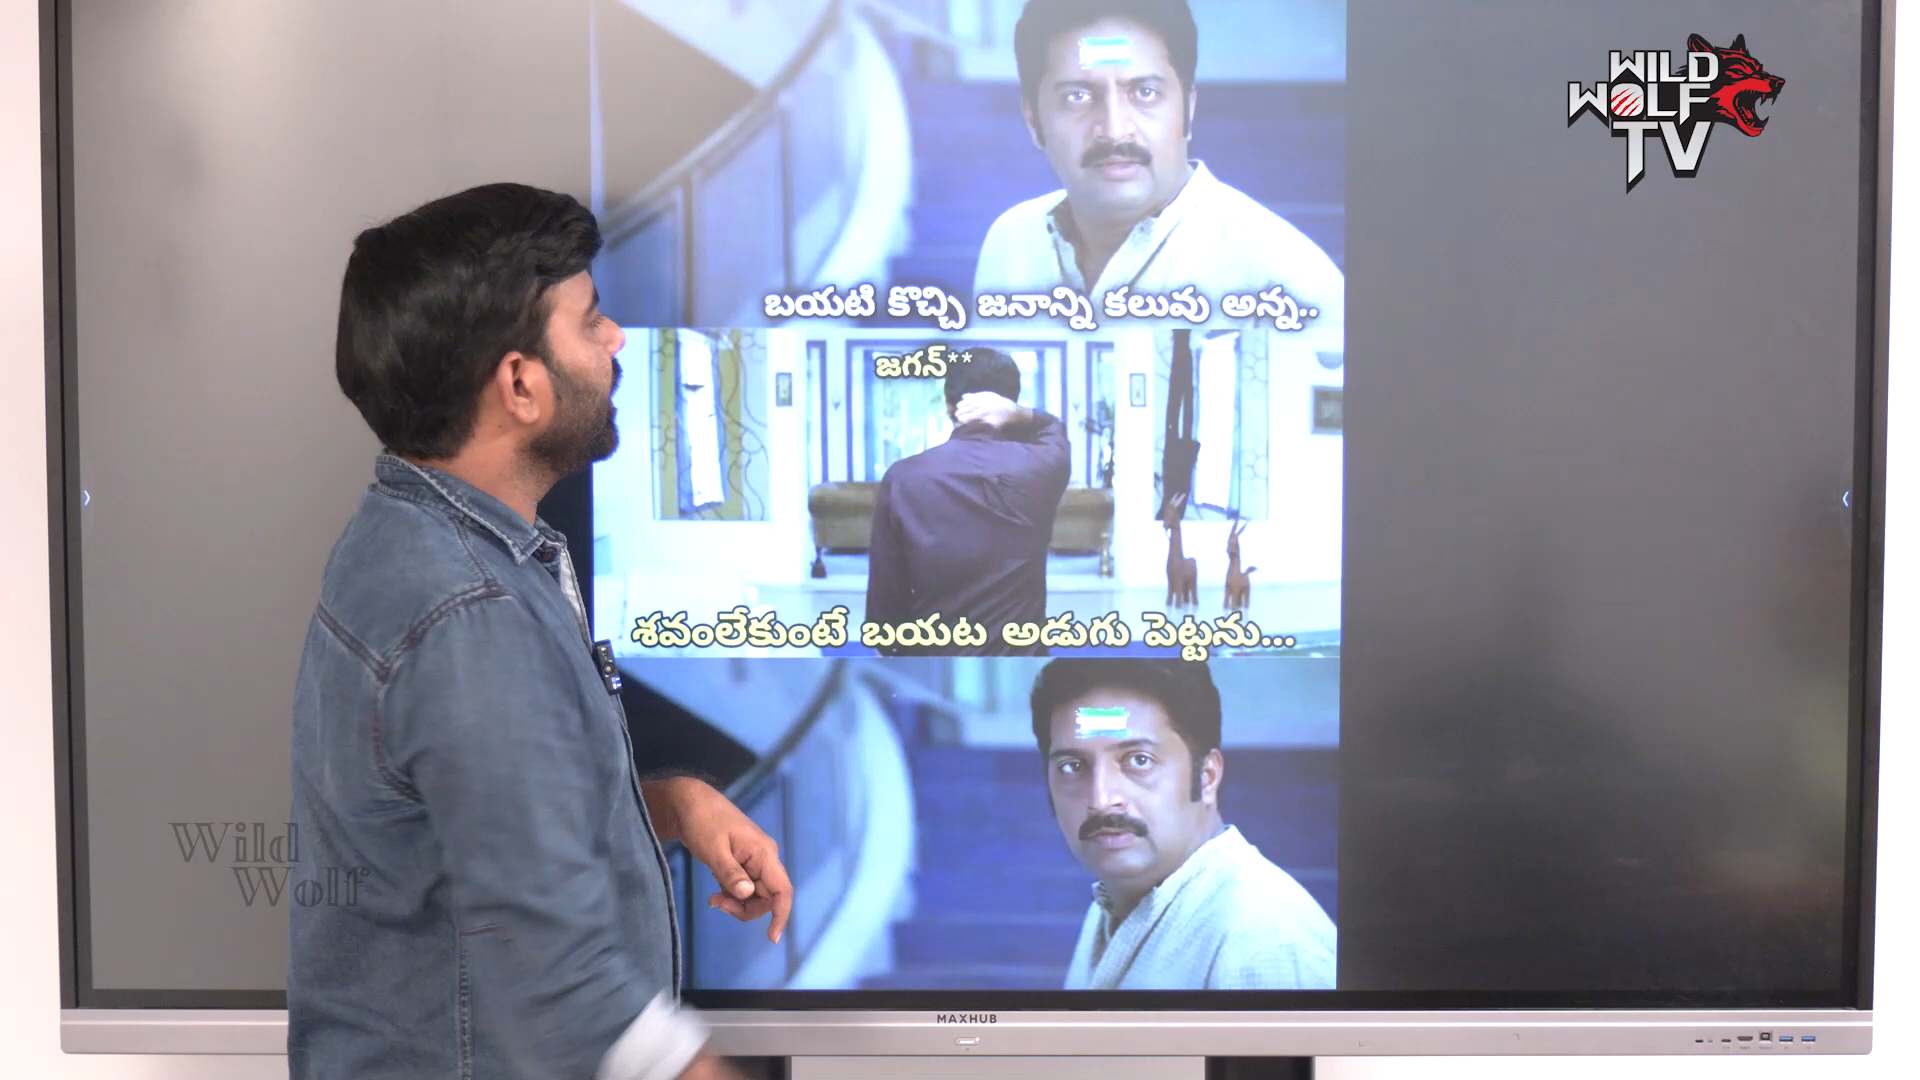 WILD
WOLF
TV
బయటి కొచ్చి జనాన్ని కలువు అన్న..
జగన్**
శవంలేకుంటే బయట అడుగు పెట్టను...
Wild
Wolf
MAXHUB